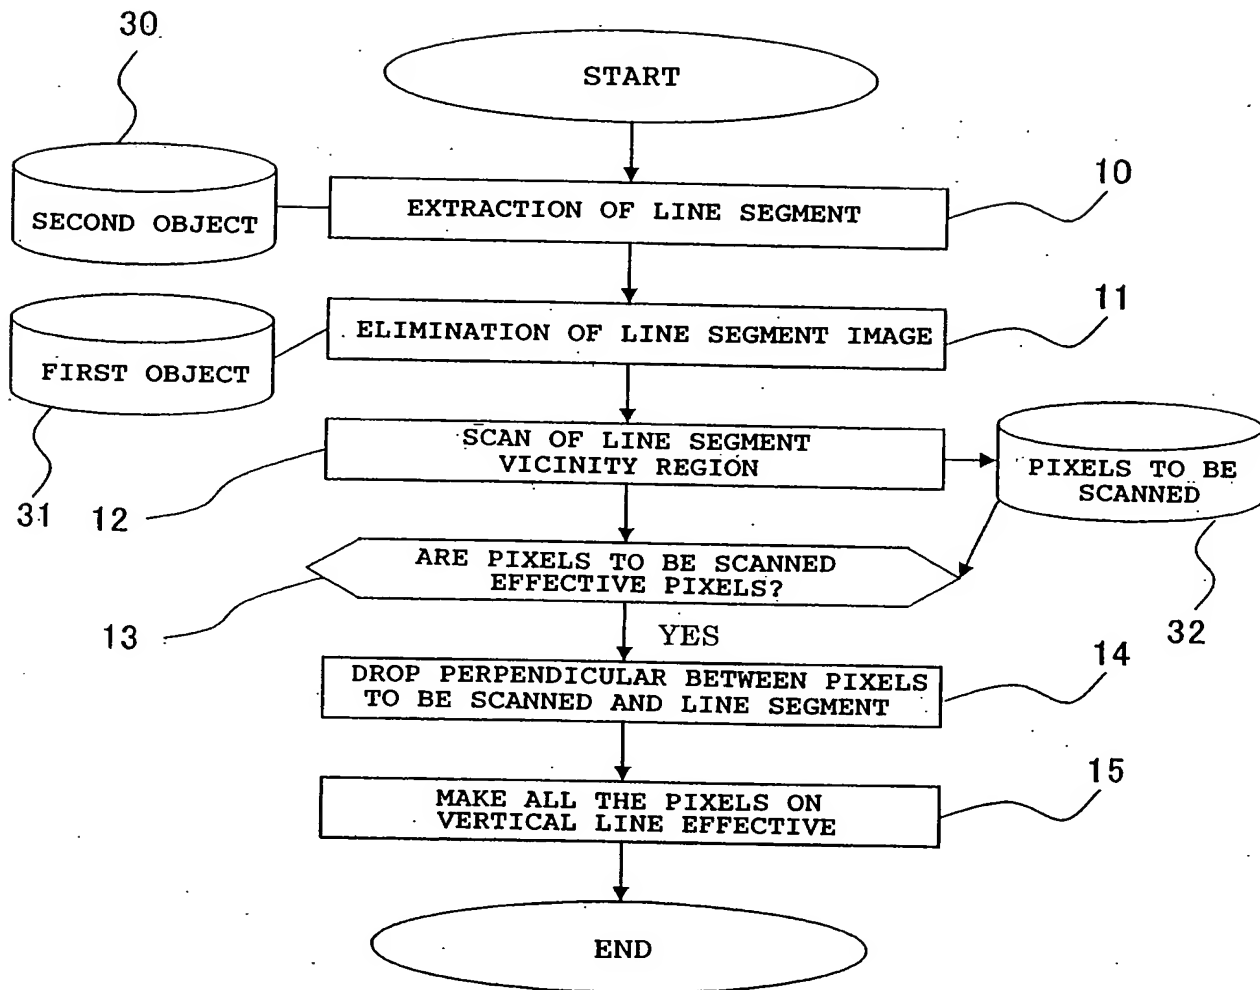 30
START
SECOND OBJECT
EXTRACTION OF LINE SEGMENT
10
FIRST OBJECT
ELIMINATION OF LINE SEGMENT IMAGE
11
31
12
SCAN OF LINE SEGMENT
VICINITY REGION
PIXELS TO BE
SCANNED
32
13
ARE PIXELS TO BE SCANNED
EFFECTIVE PIXELS?
YES
DROP PERPENDICULAR BETWEEN PIXELS
TO BE SCANNED AND LINE SEGMENT
14
MAKE ALL THE PIXELS ON
VERTICAL LINE EFFECTIVE
15
END